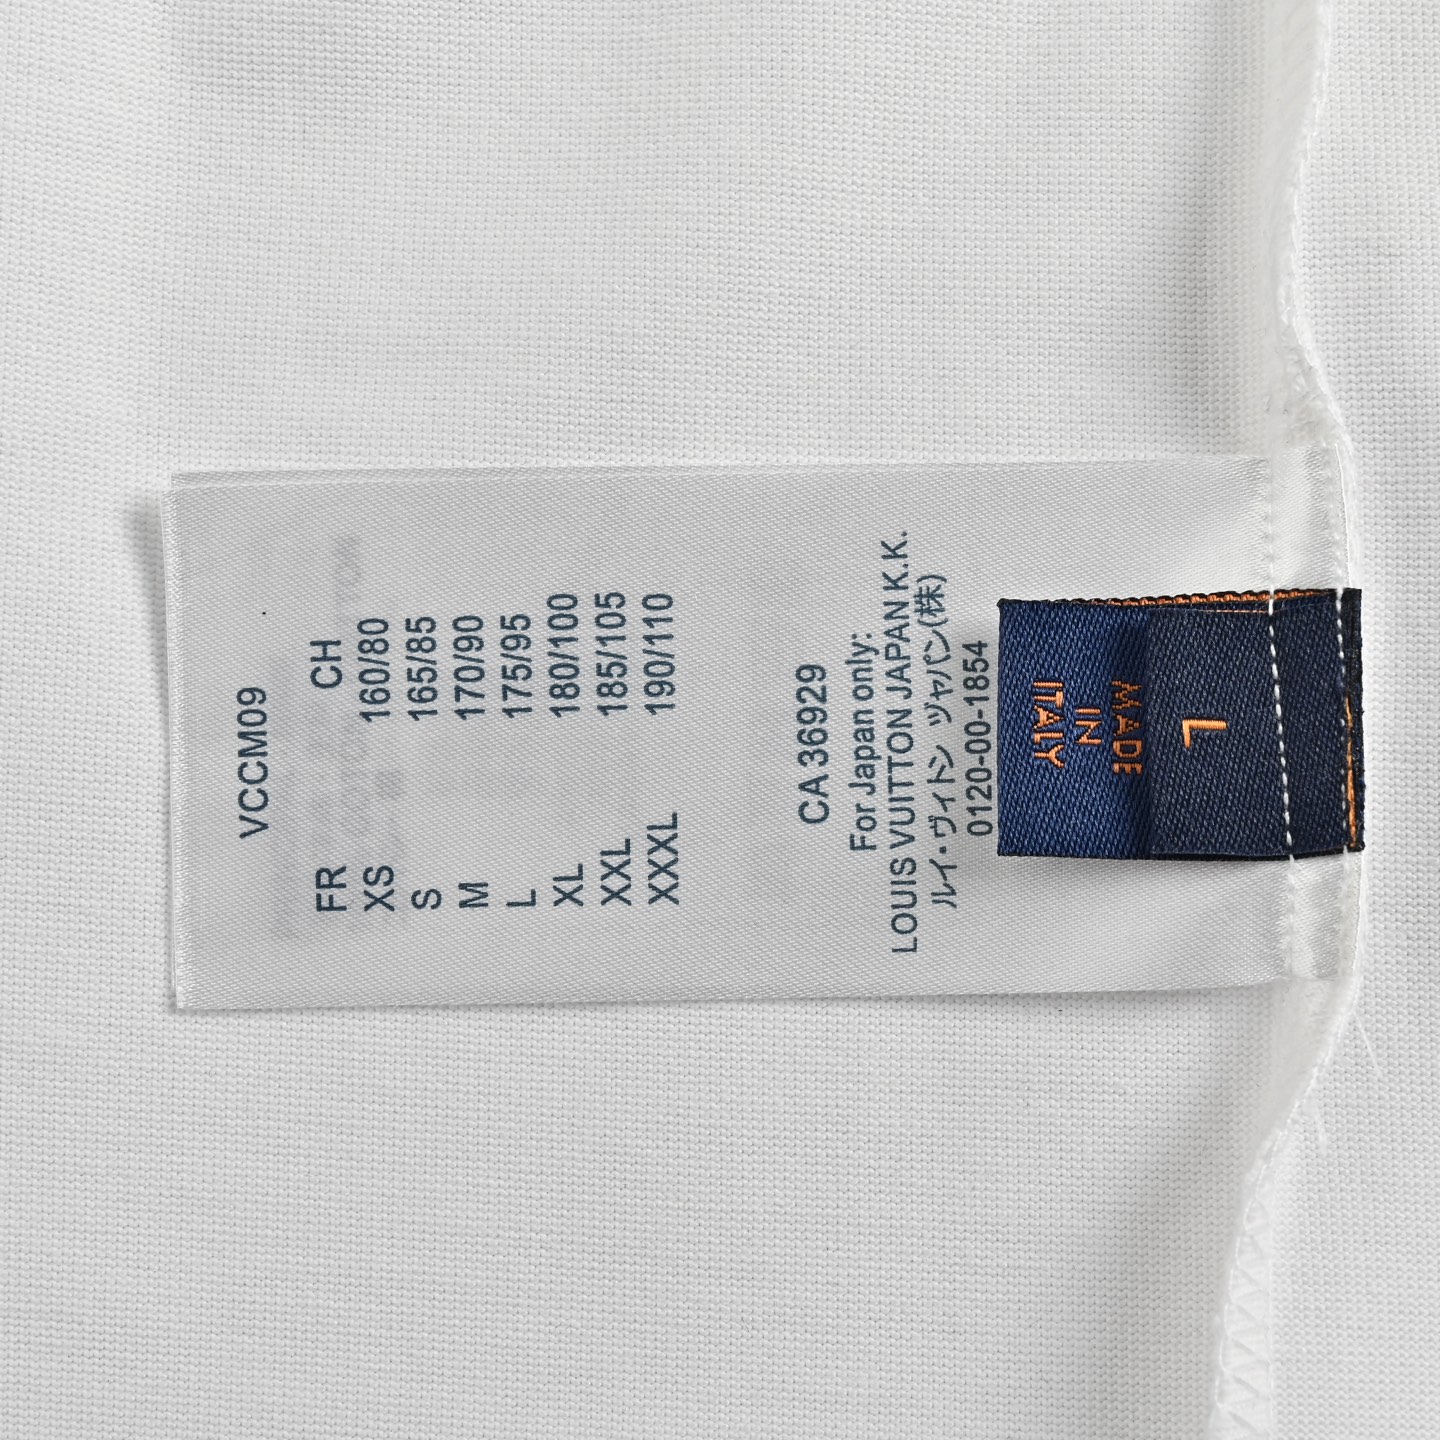 VCCM09
FR CH
XS 160/80
S 165/85
M 170/90
L 175/95
XL 180/100
XXL 185/105
XXXL 190/110
CA 36929
For Japan only:
LOUIS VUITTON JAPAN K.K.
ルイ・ヴィトン ジャパン(株)
0120-00-1854
MADE
IN
ITALY
L